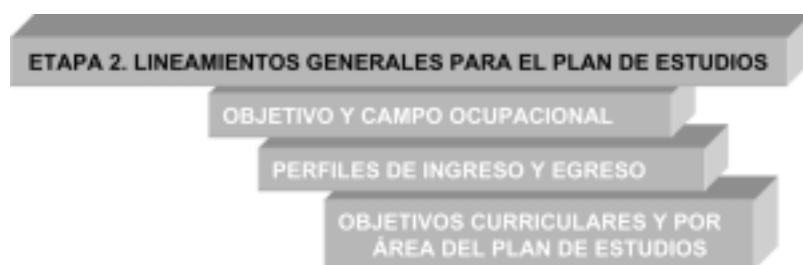 ETAPA 2. LINEAMIENTOS GENERALES PARA EL PLAN DE ESTUDIOS
OBJETIVO Y CAMPO OCUPACIONAL
PERFILES DE INGRESO Y EGRESO
OBJETIVOS CURRICULARES Y POR
ÁREA DEL PLAN DE ESTUDIOS